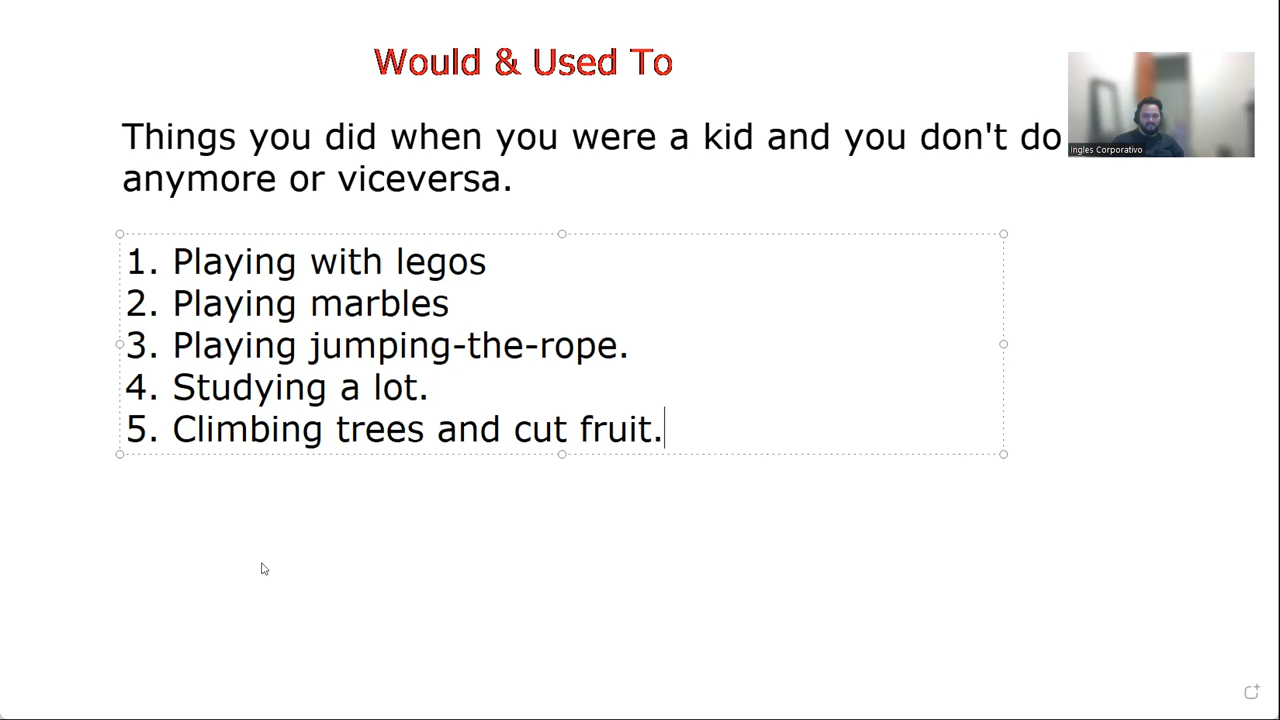 Would & Used To
Things you did when you were a kid and you don't do
anymore or viceversa.
Ingles Corporativo
1. Playing with legos
2. Playing marbles
3. Playing jumping-the-rope.
4. Studying a lot.
5. Climbing trees and cut fruit.